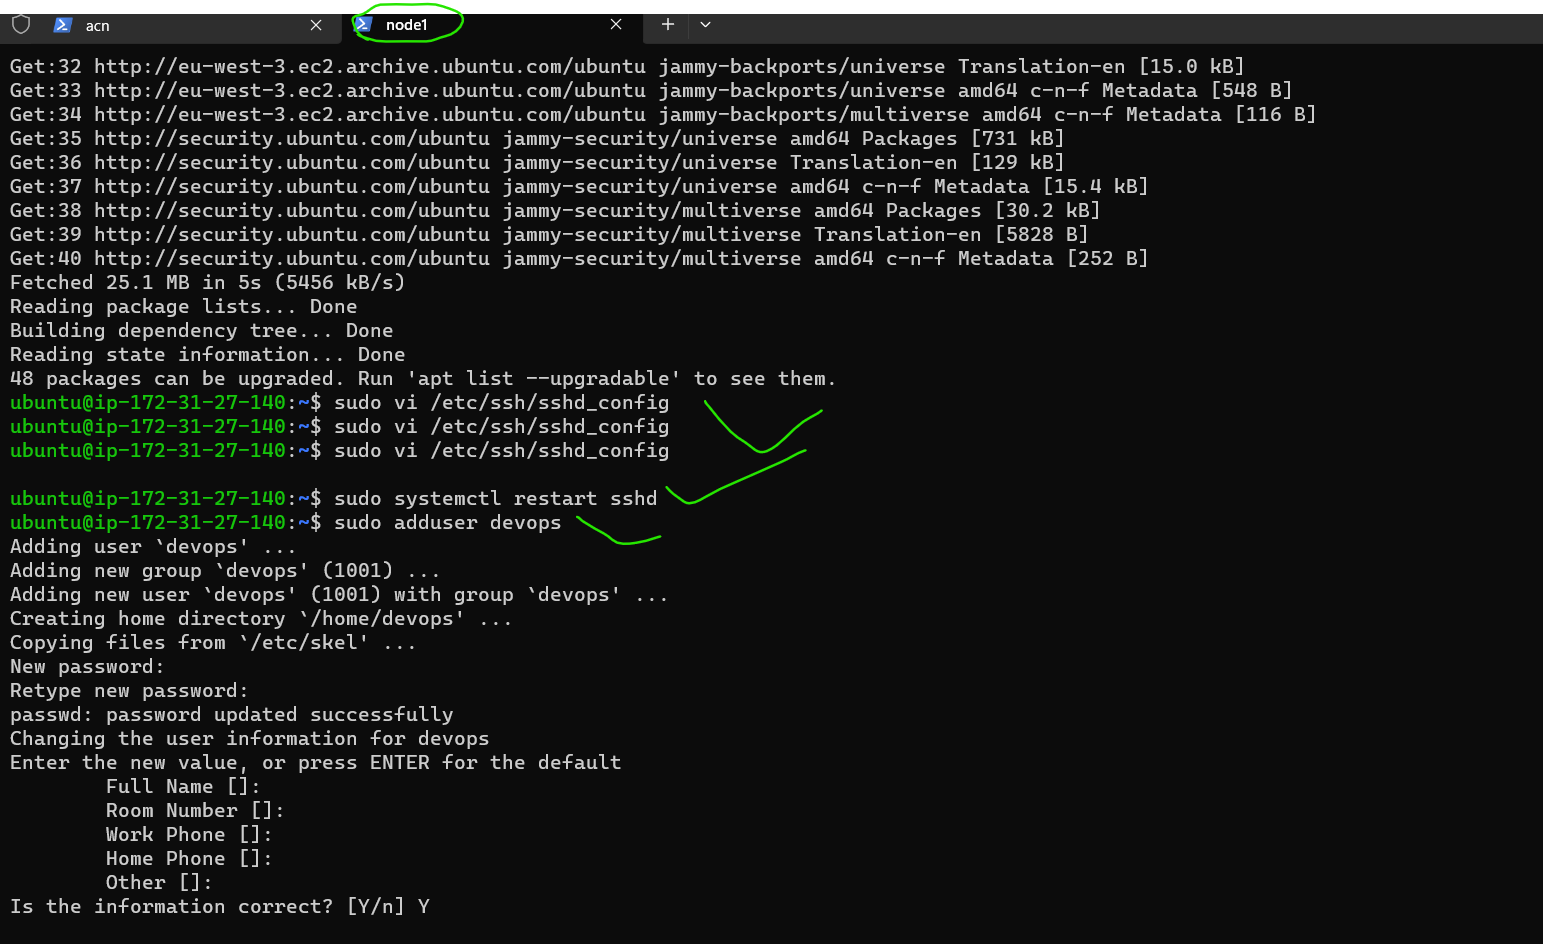 acn
node1
Get:32 http://eu-west-3.ec2.archive.ubuntu.com/ubuntu jammy-backports/universe Translation-en [15.0 kB]
Get:33 http://eu-west-3.ec2.archive.ubuntu.com/ubuntu jammy-backports/universe amd64 c-n-f Metadata [548 B]
Get:34 http://eu-west-3.ec2.archive.ubuntu.com/ubuntu jammy-backports/multiverse amd64 c-n-f Metadata [116 B]
Get:35 http://security.ubuntu.com/ubuntu jammy-security/universe amd64 Packages [731 kB]
Get:36 http://security.ubuntu.com/ubuntu jammy-security/universe Translation-en [129 kB]
Get:37 http://security.ubuntu.com/ubuntu jammy-security/universe amd64 c-n-f Metadata [15.4 kB]
Get:38 http://security.ubuntu.com/ubuntu jammy-security/multiverse amd64 Packages [30.2 kB]
Get:39 http://security.ubuntu.com/ubuntu jammy-security/multiverse Translation-en [5828 B]
Get:40 http://security.ubuntu.com/ubuntu jammy-security/multiverse amd64 c-n-f Metadata [252 B]
Fetched 25.1 MB in 5s (5456 kB/s)
Reading package lists... Done
Building dependency tree... Done
Reading state information... Done
48 packages can be upgraded. Run 'apt list --upgradable' to see them.
ubuntu@ip-172-31-27-140:~$ sudo vi /etc/ssh/sshd_config
ubuntu@ip-172-31-27-140:~$ sudo vi /etc/ssh/sshd_config
ubuntu@ip-172-31-27-140:~$ sudo vi /etc/ssh/sshd_config
ubuntu@ip-172-31-27-140:~$ sudo systemctl restart sshd
ubuntu@ip-172-31-27-140:~$ sudo adduser devops
Adding user `devops' ...
Adding new group `devops' (1001) ...
Adding new user `devops' (1001) with group `devops' ...
Creating home directory `/home/devops' ...
Copying files from `/etc/skel' ...
New password:
Retype new password:
passwd: password updated successfully
Changing the user information for devops
Enter the new value, or press ENTER for the default
Full Name []:
Room Number []:
Work Phone []:
Home Phone []:
Other []:
Is the information correct? [Y/n] Y